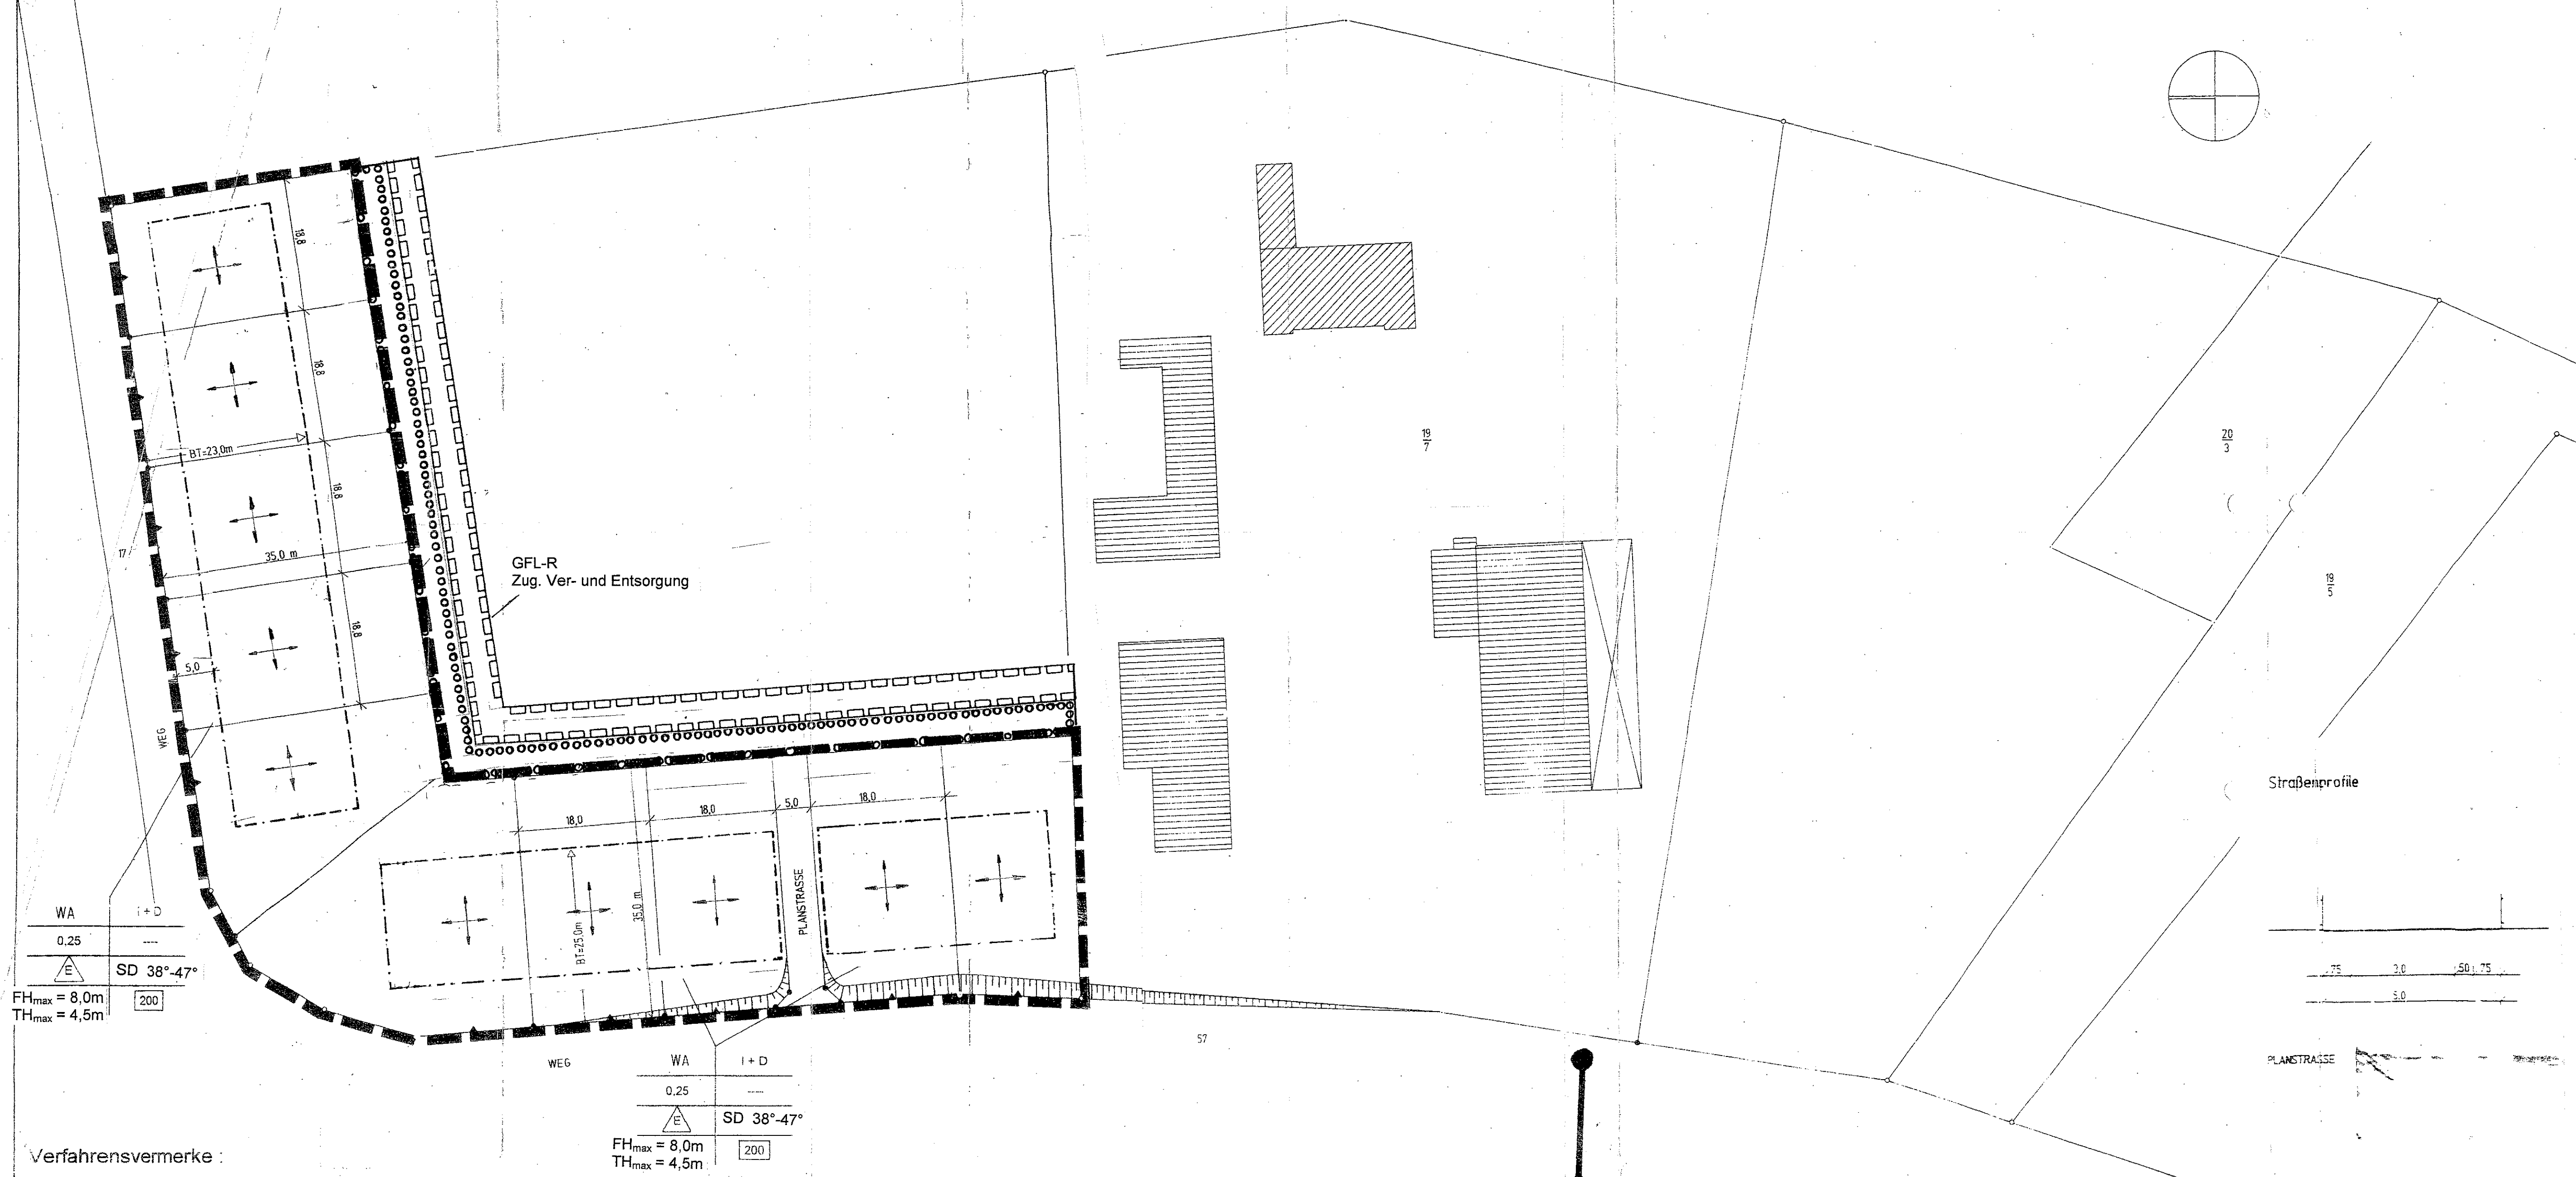 18,8
18,8
BT=23,0m
18,8
17
35,0 m
18,8
5,0
WEG
GFL-R
Zug. Ver- und Entsorgung
19
7
20
3
19
5
18,0
18,0
5,0
18,0
35,0 m
BT=25,0m
PLANSTRASSE
WEG
57
WA I + D
0,25 ---
E SD 38°-47°
FHmax = 8,0m 200
THmax = 4,5m
WA I + D
0,25 ----
E SD 38°-47°
FHmax = 8,0m 200
THmax = 4,5m
Straßenprofile
.75 3,0 .50 .75
5,0
PLANSTRASSE
Verfahrensvermerke :